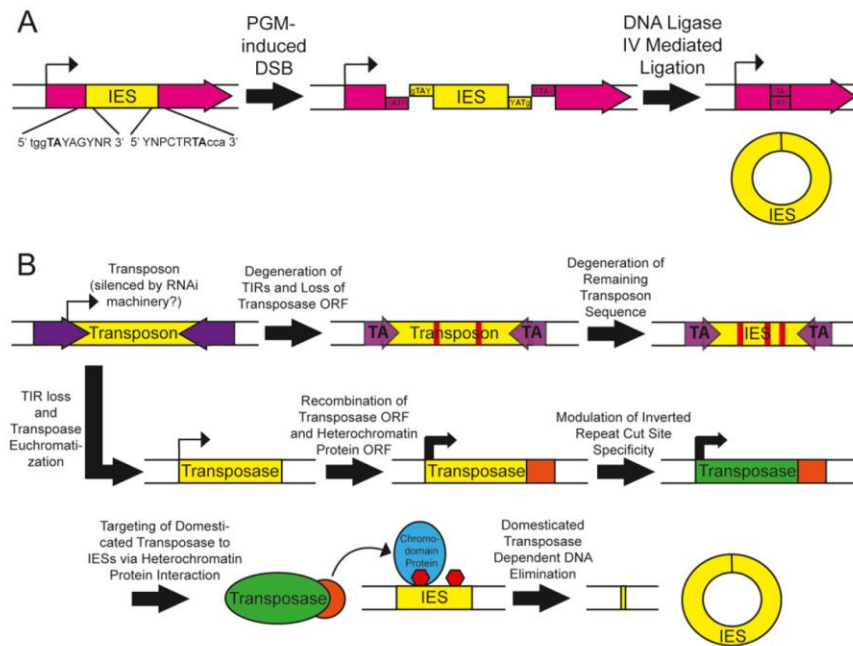 A
PGM-
induced
DSB
DNA Ligase
IV Mediated
Ligation
IES
gTAY
IES
YATg
5' tggTAYAGYNR 3' 5' YNPCTRTAcca 3'
IES
B
Transposon
(silenced by RNAi
machinery?)
Degeneration of
TIRs and Loss of
Transposase ORF
Degeneration of
Remaining
Transposon
Sequence
Transposon
TA Transposon TA
TA IES TA
TIR loss
and
Transpoase
Euchromati-
zation
Recombination of
Transposase ORF
and Heterochromatin
Protein ORF
Modulation of Inverted
Repeat Cut Site
Specificity
Transposase
Transposase
Transposase
Targeting of Domesti-
cated Transposase to
IESs via Heterochromatin
Protein Interaction
Chromo-
domain
Protein
Domesticated
Transposase
Dependent DNA
Elimination
Transposase
IES
IES